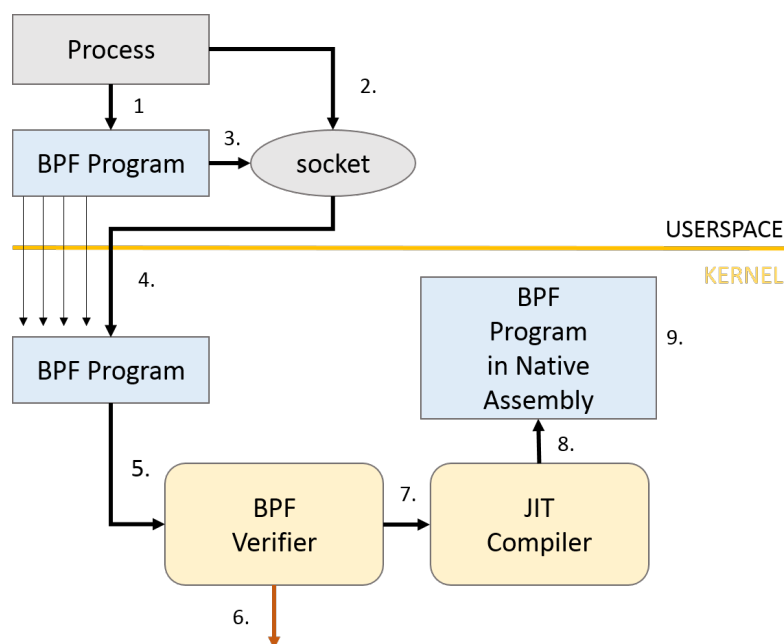 Process
1
2.
BPF Program
3.
socket
USERSPACE
KERNEL
4.
BPF Program
BPF
Program
in Native
Assembly
9.
5.
BPF
Verifier
7.
8.
JIT
Compiler
6.